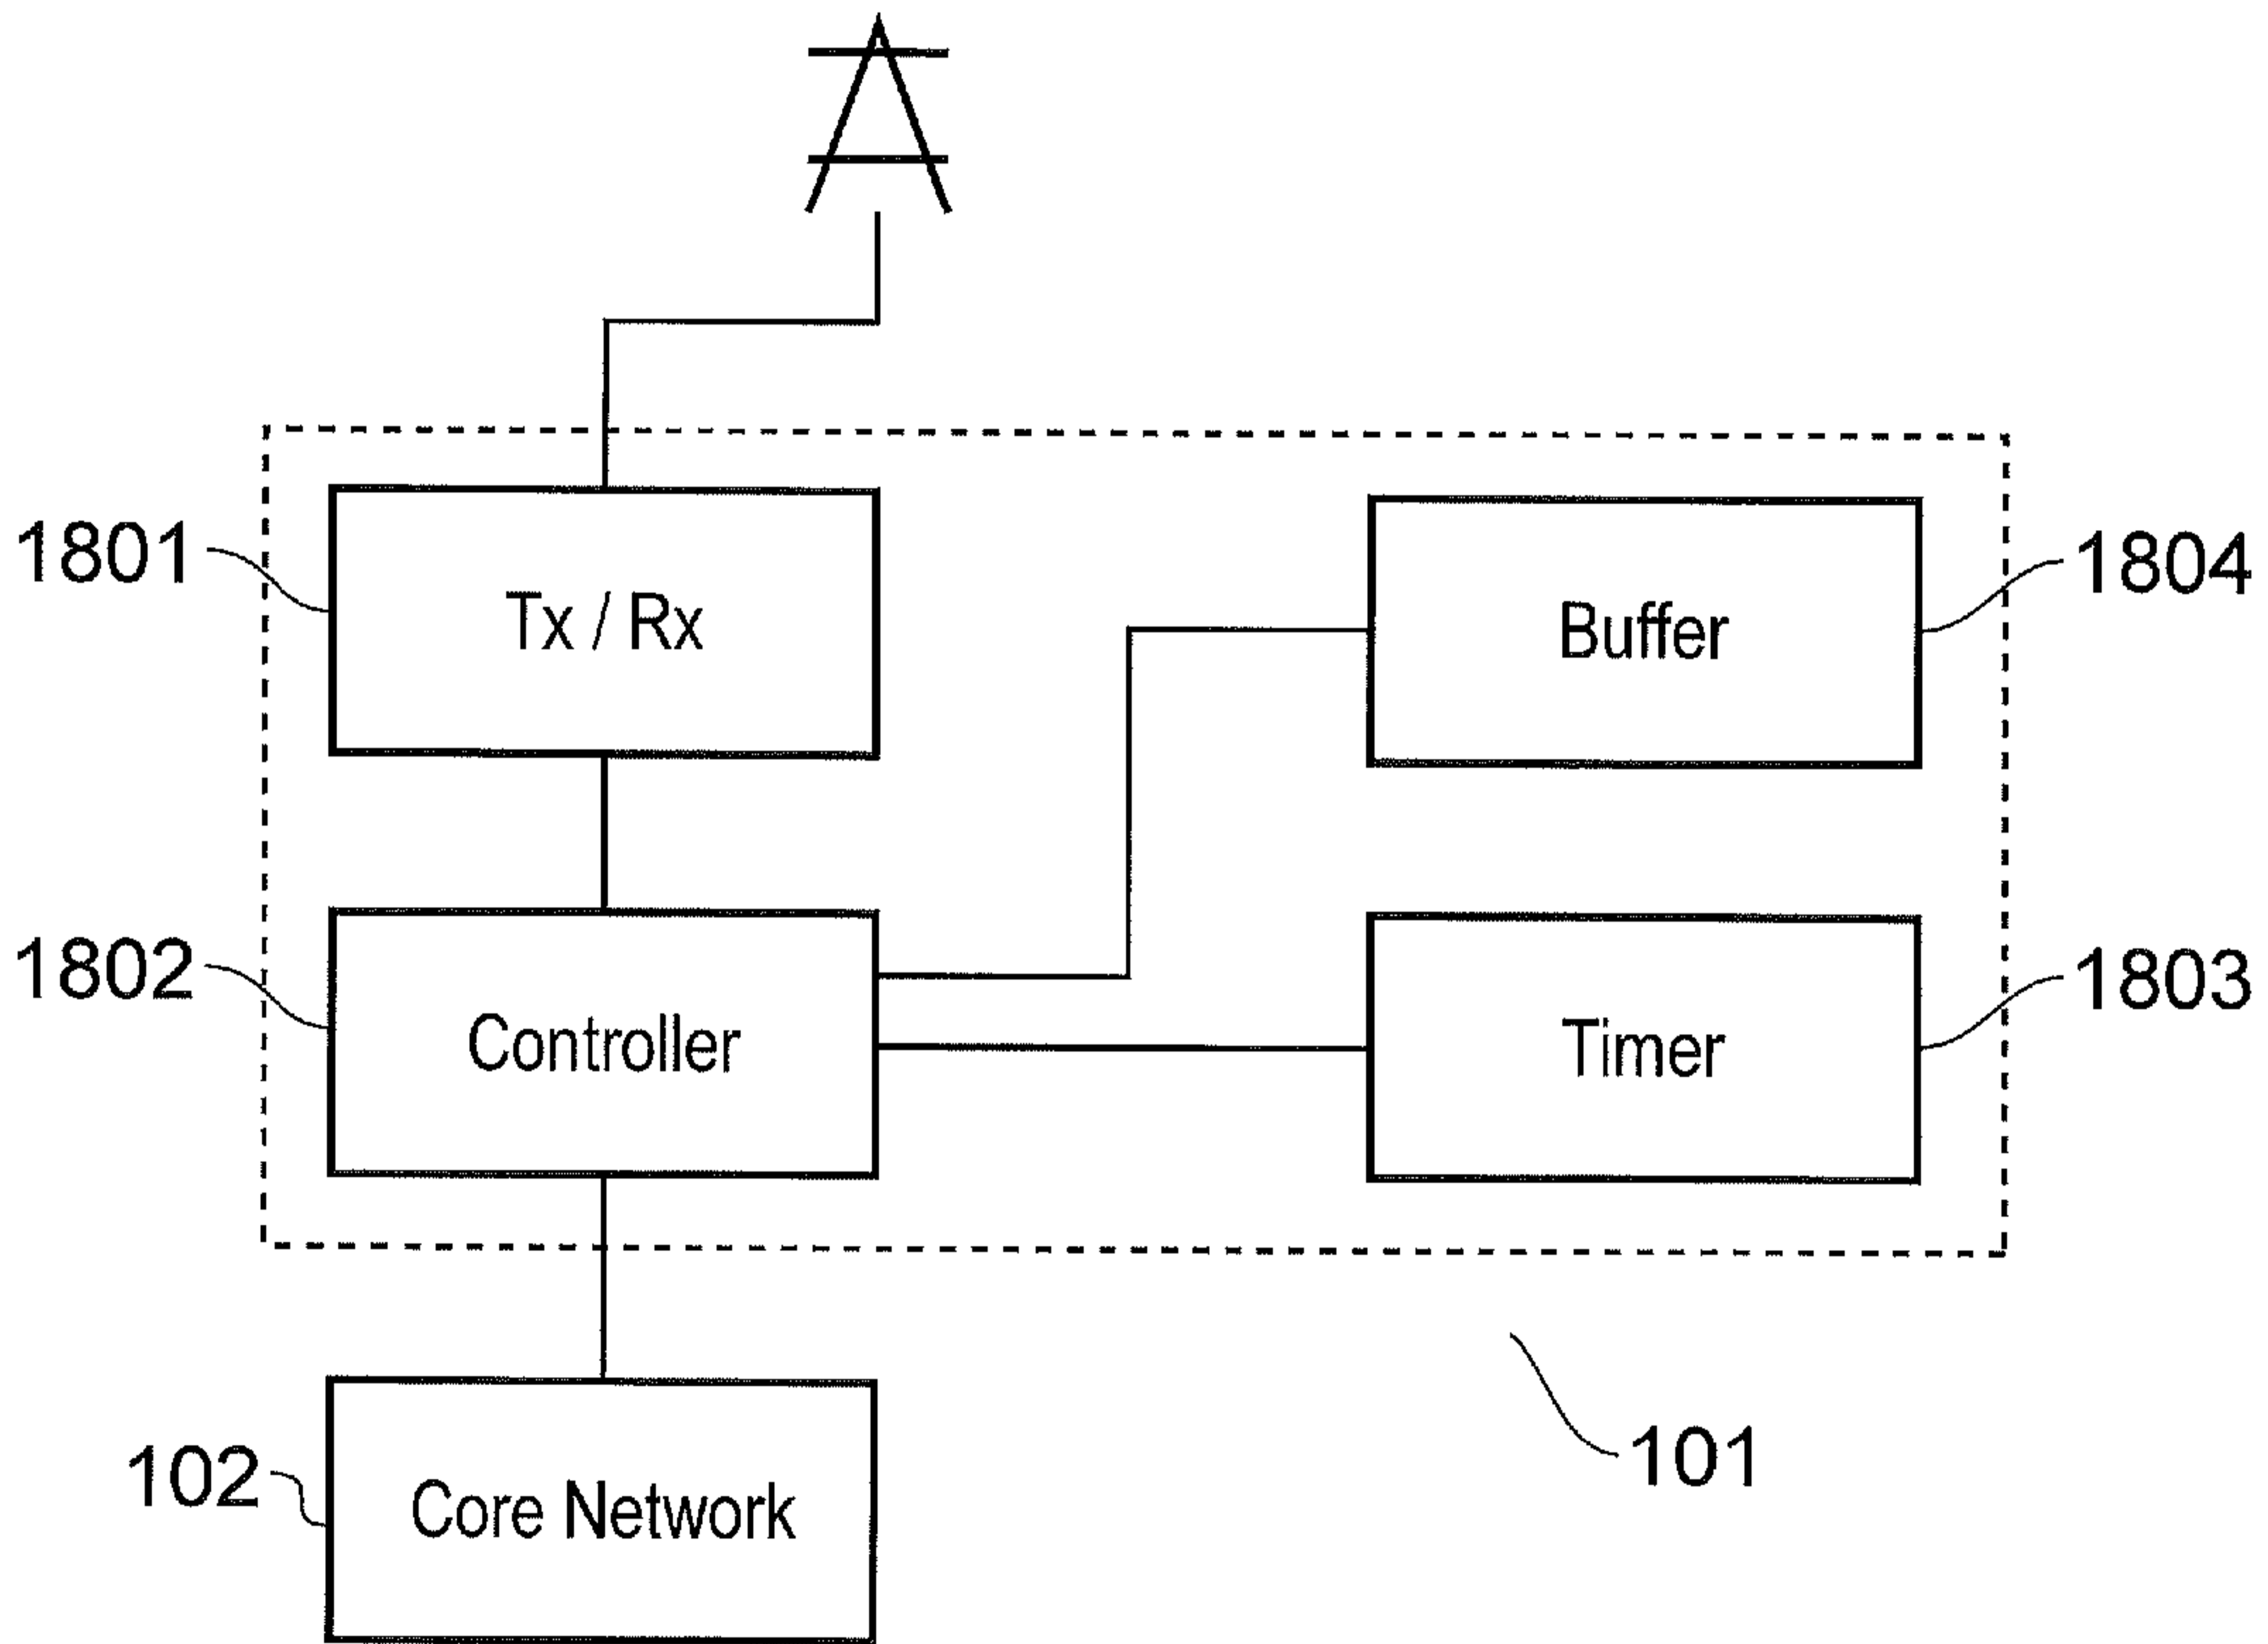 1801
Tx / Rx
Buffer
1804
1802
Controller
Timer
1803
102
Core Network
101